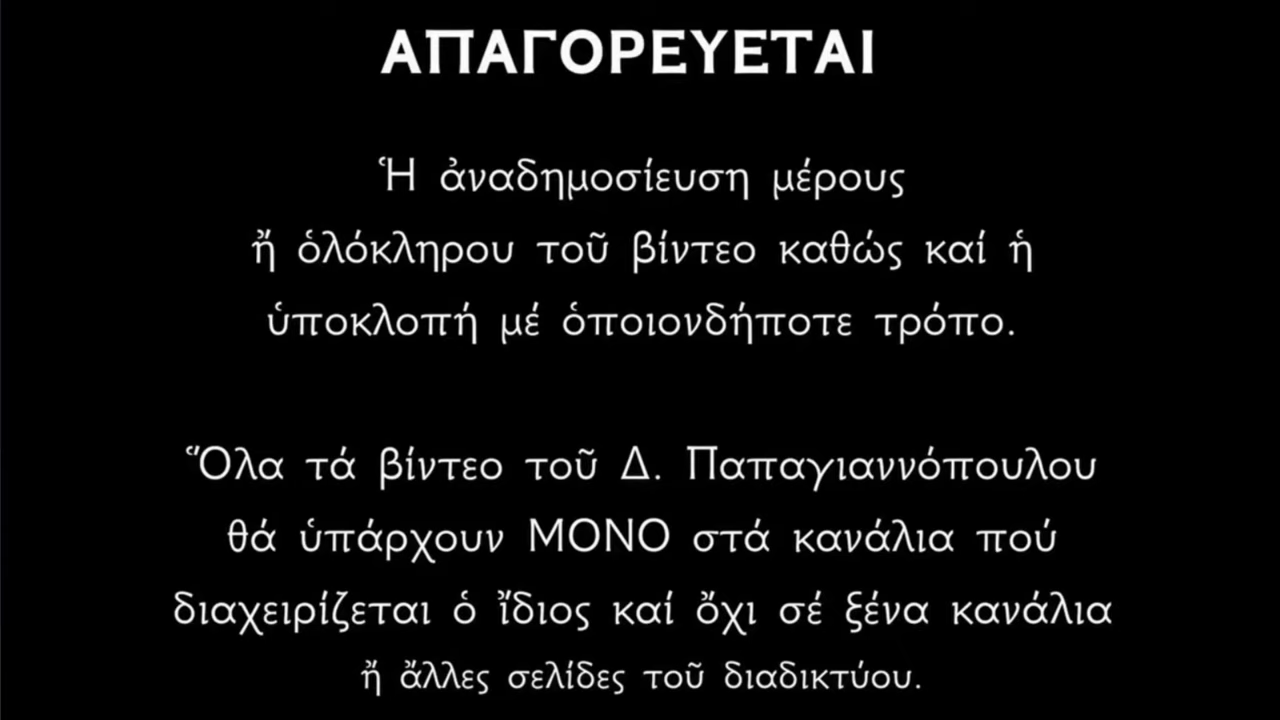 ΑΠΑΓΟΡΕΥΕΤΑΙ
Ἡ ἀναδημοσίευση μέρους
ἤ ὁλόκληρου τοῦ βίντεο καθώς καί ἡ
ὑποκλοπή μέ ὁποιονδήποτε τρόπο.
Ὅλα τά βίντεο τοῦ Δ. Παπαγιαννόπουλου
θά ὑπάρχουν ΜΟΝΟ στά κανάλια πού
διαχειρίζεται ὁ ἴδιος καί ὄχι σέ ξένα κανάλια
ἤ ἄλλες σελίδες τοῦ διαδικτύου.